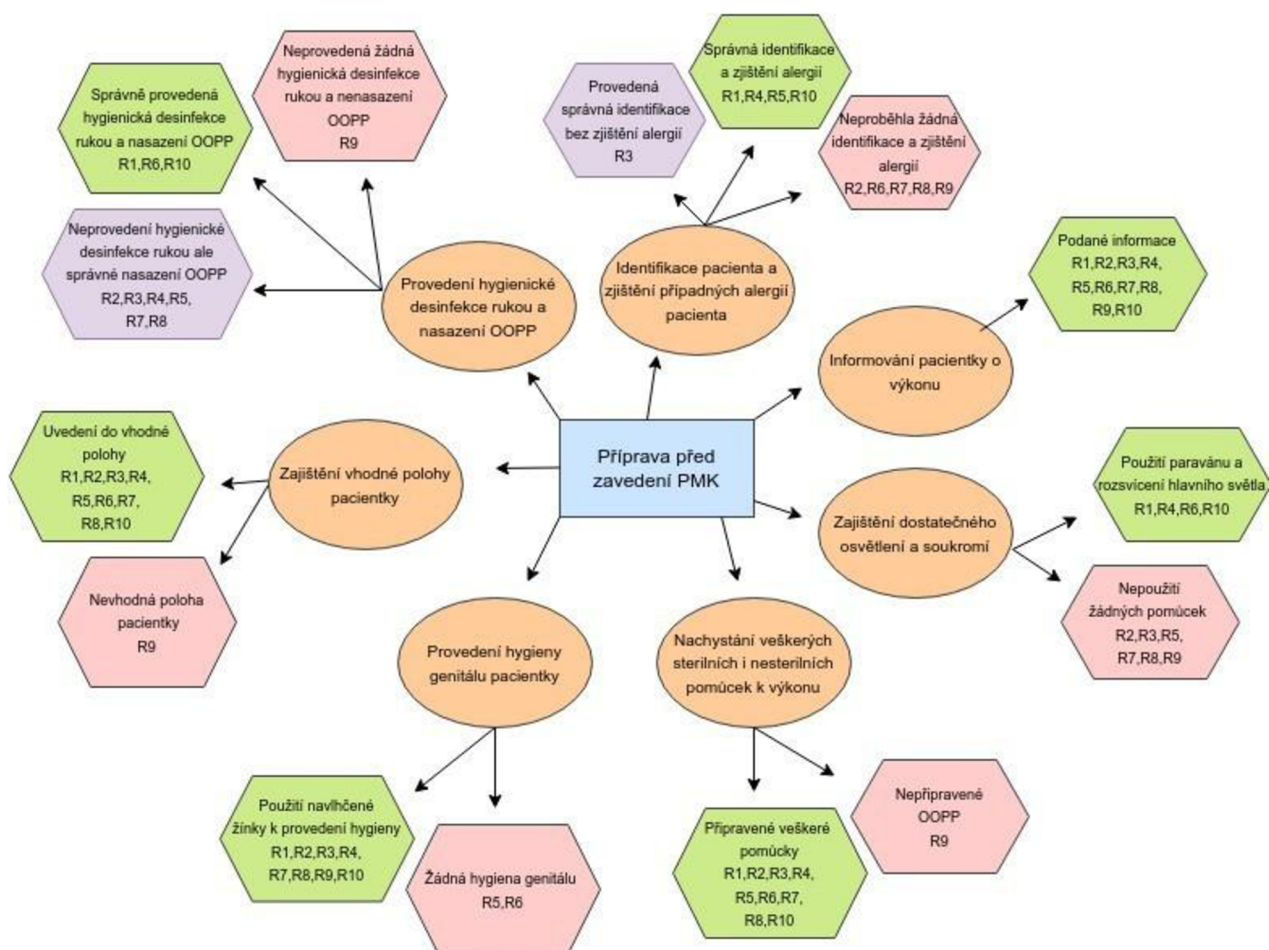 Neprovedená žádná
hygienická desinfekce
rukou a nenasazení
OOPP
R9
Správně provedená
hygienická desinfekce
rukou a nasazení OOPP
R1,R6,R10
Neprovedení hygienické
desinfekce rukou ale
správné nasazení OOPP
R2,R3,R4,R5,
R7,R8
Provedení hygienické
desinfekce rukou a
nasazení OOPP
Provedená
správná identifikace
bez zjištění alergií
R3
Správná identifikace
a zjištění alergií
R1,R4,R5,R10
Neproběhla žádná
identifikace a zjištění
alergií
R2,R6,R7,R8,R9
Identifikace pacienta a
zjištění případných alergií
pacienta
Podané informace
R1,R2,R3,R4,
R5,R6,R7,R8,
R9,R10
Informování pacientky o
výkonu
Příprava před
zavedení PMK
Uvedení do vhodné
polohy
R1,R2,R3,R4,
R5,R6,R7,
R8,R10
Zajištění vhodné polohy
pacientky
Nevhodná poloha
pacientky
R9
Zajištění dostatečného
osvětlení a soukromí
Použití paravánu a
rozsvícení hlavního světla
R1,R4,R6,R10
Nepoužití
žádných pomůcek
R2,R3,R5,
R7,R8,R9
Provedení hygieny
genitálu pacientky
Nachystání veškerých
sterilních i nesterilních
pomůcek k výkonu
Použití navlhčené
žínky k provedení hygieny
R1,R2,R3,R4,
R7,R8,R9,R10
Žádná hygiena genitálu
R5,R6
Připravené veškeré
pomůcky
R1,R2,R3,R4,
R5,R6,R7,
R8,R10
Nepřipravené
OOPP
R9